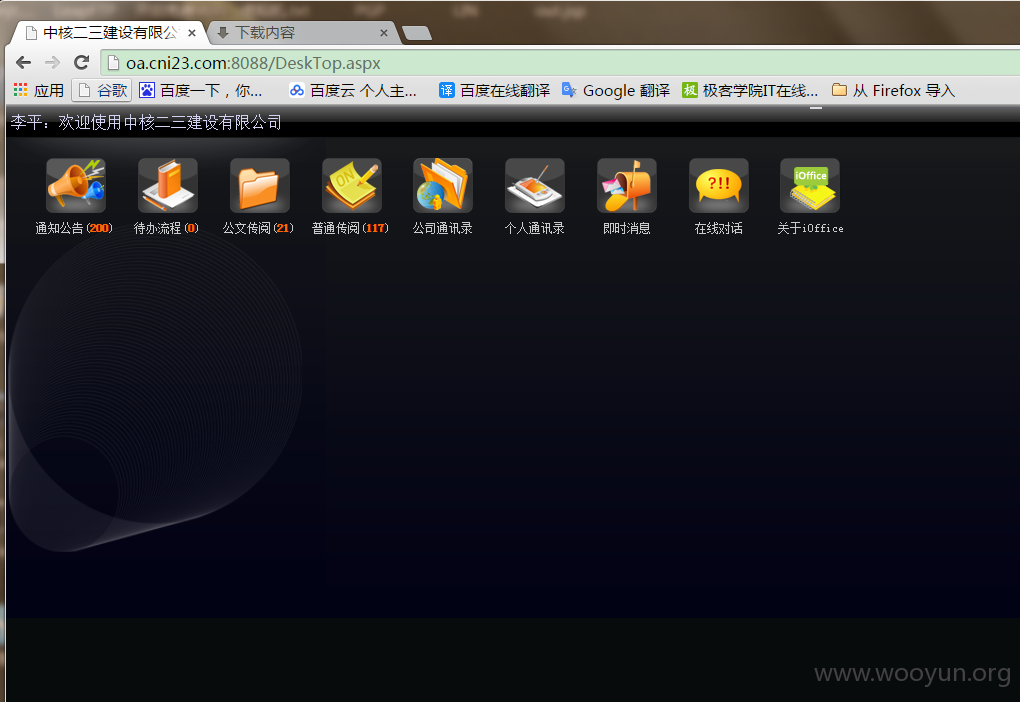 中核二三建设有限公
下载内容
oa.cni23.com:8088/DeskTop.aspx
应用 谷歌 百度一下，你... 百度云 个人主... 译 百度在线翻译 Google 翻译 极 极客学院IT在线... 从 Firefox 导入
李平：欢迎使用中核二三建设有限公司
ON ?!! iOffice
通知公告(200) 待办流程(0) 公文传阅(21) 普通传阅(117) 公司通讯录 个人通讯录 即时消息 在线对话 关于iOffice
www.wooyun.org